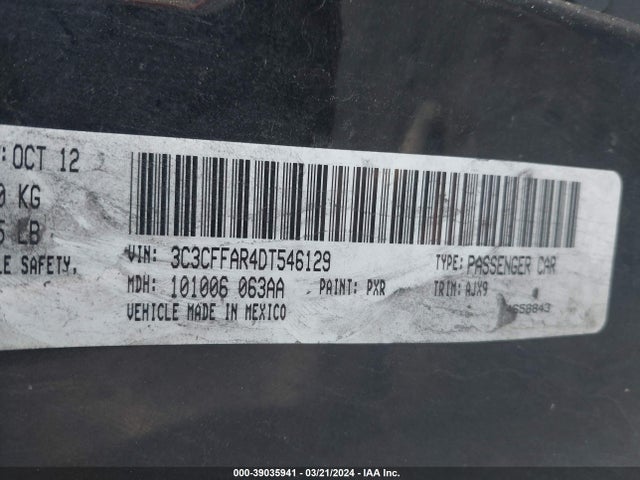 : OCT 12
0 KG
5 LB
LE SAFETY,
VIN: 3C3CFFAR4DT546129 TYPE: PASSENGER CAR
MDH: 101006 063AA PAINT: PXR TRIM: AJX9
VEHICLE MADE IN MEXICO
000-39035941 - 03/21/2024 - IAA Inc.